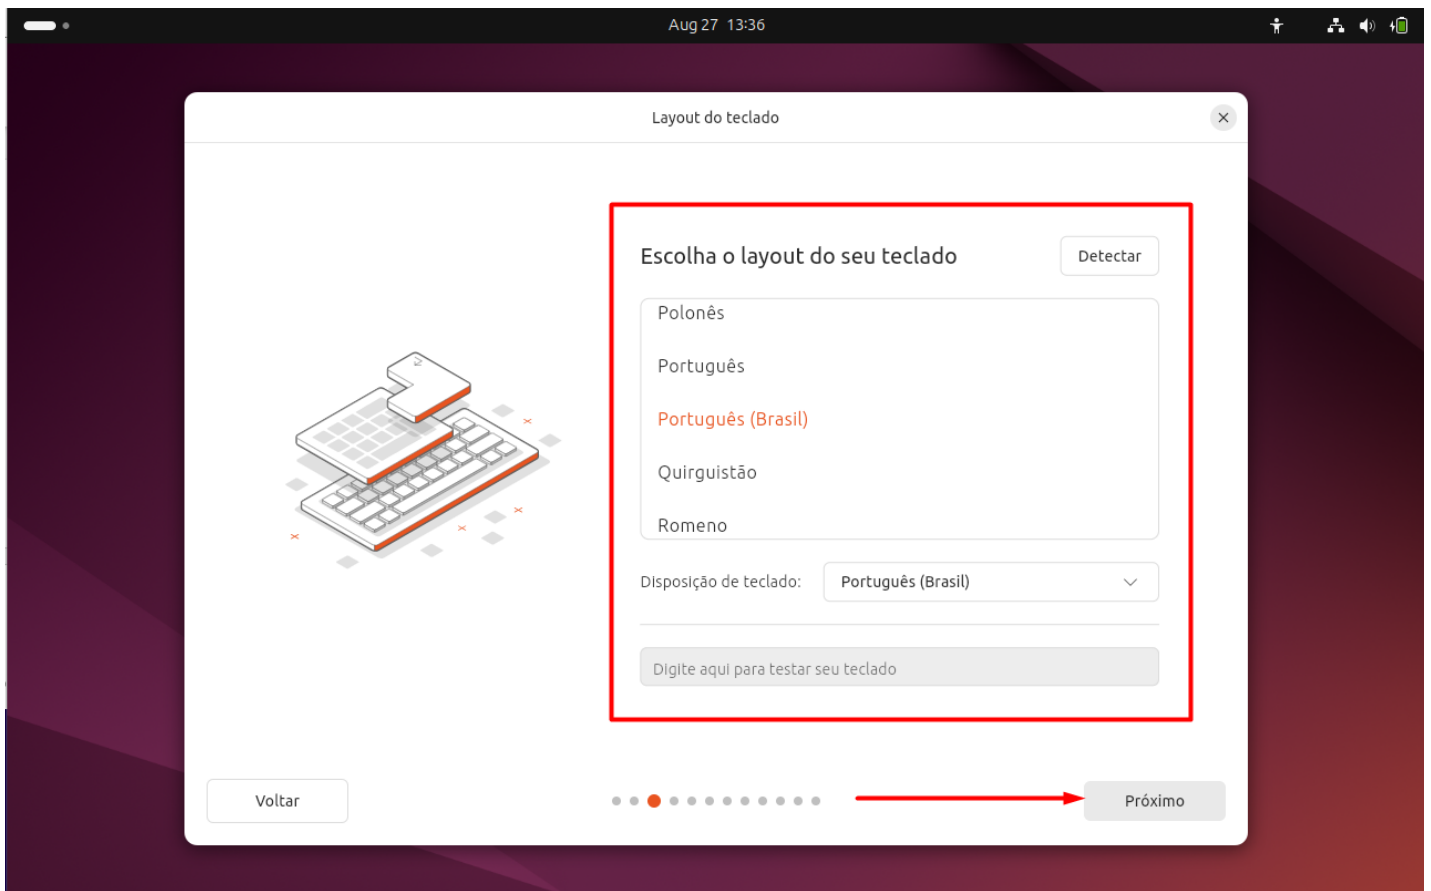 Aug 27 13:36
Layout do teclado
Escolha o layout do seu teclado
Detectar
Polonês
Português
Português (Brasil)
Quirguistão
Romeno
Disposição de teclado:
Português (Brasil)
Digite aqui para testar seu teclado
Voltar
Próximo